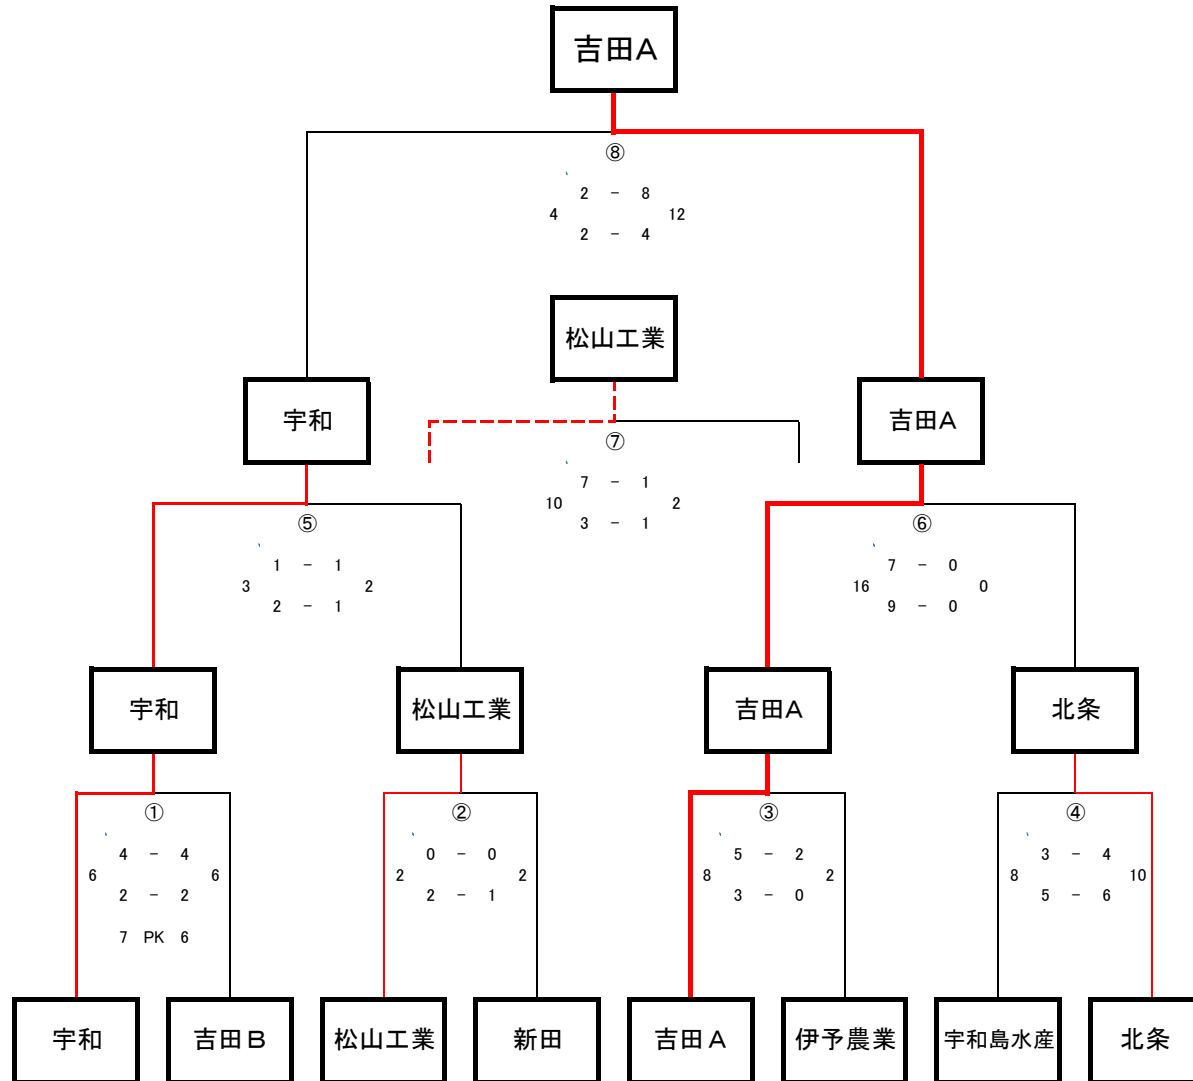 吉田A
⑧
2 - 8
4 12
2 - 4
松山工業
宇和
吉田A
⑦
7 - 1
10 2
3 - 1
⑤
1 - 1
3 2
2 - 1
⑥
7 - 0
16 0
9 - 0
宇和
松山工業
吉田A
北条
①
4 - 4
6 6
2 - 2
7 PK 6
②
0 - 0
2 2
2 - 1
③
5 - 2
8 2
3 - 0
④
3 - 4
8 10
5 - 6
宇和
吉田B
松山工業
新田
吉田A
伊予農業
宇和島水産
北条